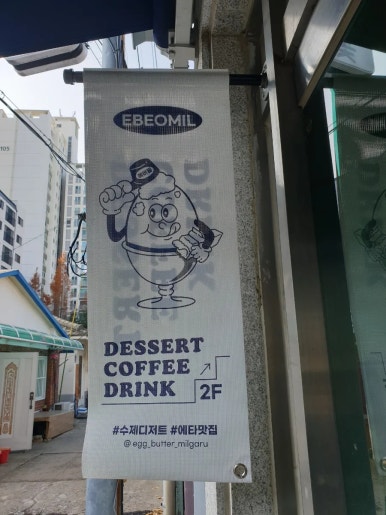 EBEOMIL
DESSERT
COFFEE
DRINK
2F
#수제디저트 #에타맛집
@egg_butter_milgaru